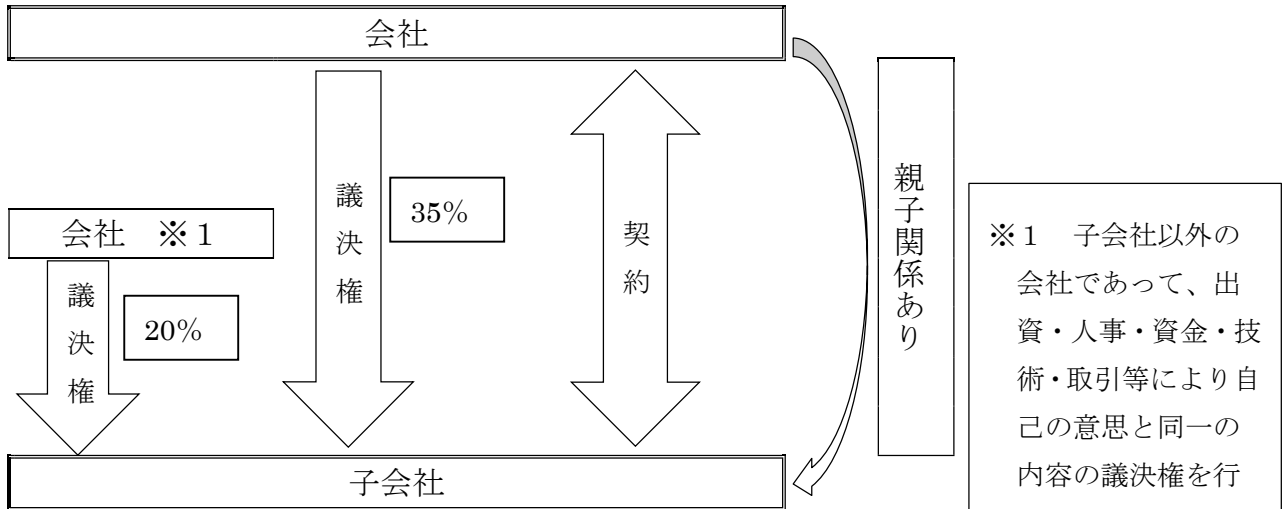 会社
議決権
35%
契約
親子関係あり
会社 ※1
議決権
20%
子会社
※1 子会社以外の
会社であって、出
資・人事・資金・技
術・取引等により自
己の意思と同一の
内容の議決権を行